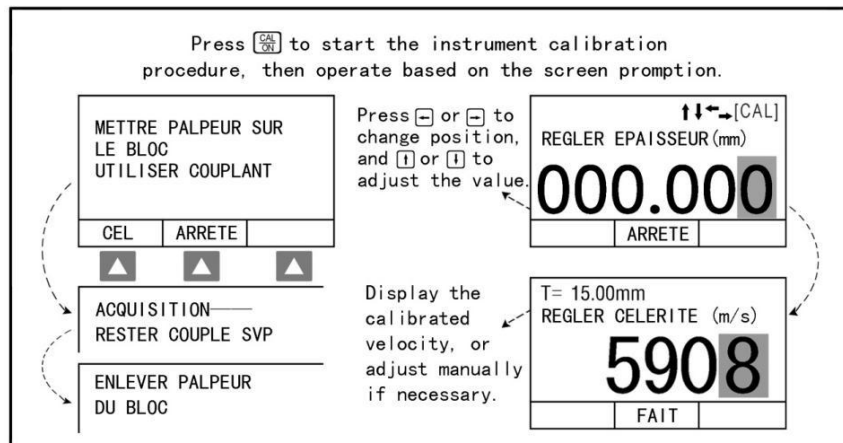 Press CAL ON to start the instrument calibration
procedure, then operate based on the screen promption.
METTRE PALPEUR SUR
LE BLOC
UTILISER COUPLANT
CEL ARRETE
ACQUISITION——
RESTER COUPLE SVP
ENLEVER PALPEUR
DU BLOC
Press ← or → to
change position,
and ↑ or ↓ to
adjust the value.
↑↓←→[CAL]
REGLER EPAISSEUR(mm)
000.000
ARRETE
Display the
calibrated
velocity, or
adjust manually
if necessary.
T= 15.00mm
REGLER CELERITE (m/s)
5908
FAIT